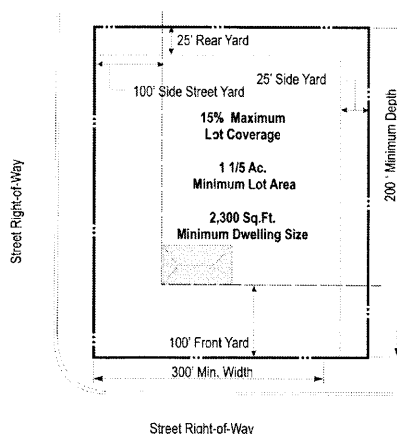 25' Rear Yard
25' Side Yard
100' Side Street Yard
15% Maximum
Lot Coverage
1 1/5 Ac.
Minimum Lot Area
2,300 Sq.Ft.
Minimum Dwelling Size
200' Minimum Depth
Street Right-of-Way
100' Front Yard
300' Min. Width
Street Right-of-Way